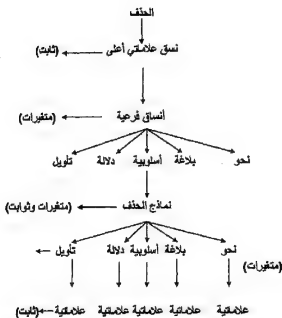 الحذف
نسق علاماتي أعلى (ثابت)
أنساق فرعية (متغيرات)
نحو بلاغة أسلوبية دلالة تأويل
نماذج الحذف (متغيرات وثوابت)
نحو بلاغة أسلوبية دلالة تأويل
(متغيرات)
علاماتية علاماتية علاماتية علاماتية علاماتية (ثابت)